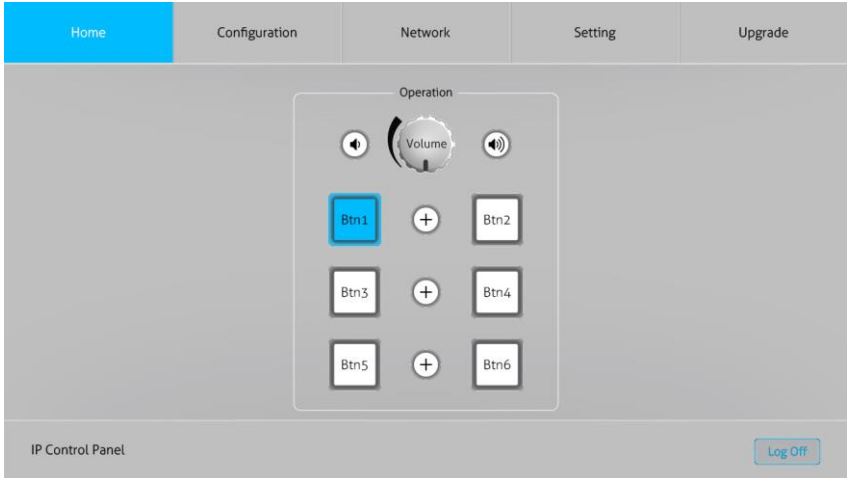 Home Configuration Network Setting Upgrade
Operation
Volume
Btn1 Btn2
Btn3 Btn4
Btn5 Btn6
IP Control Panel Log Off